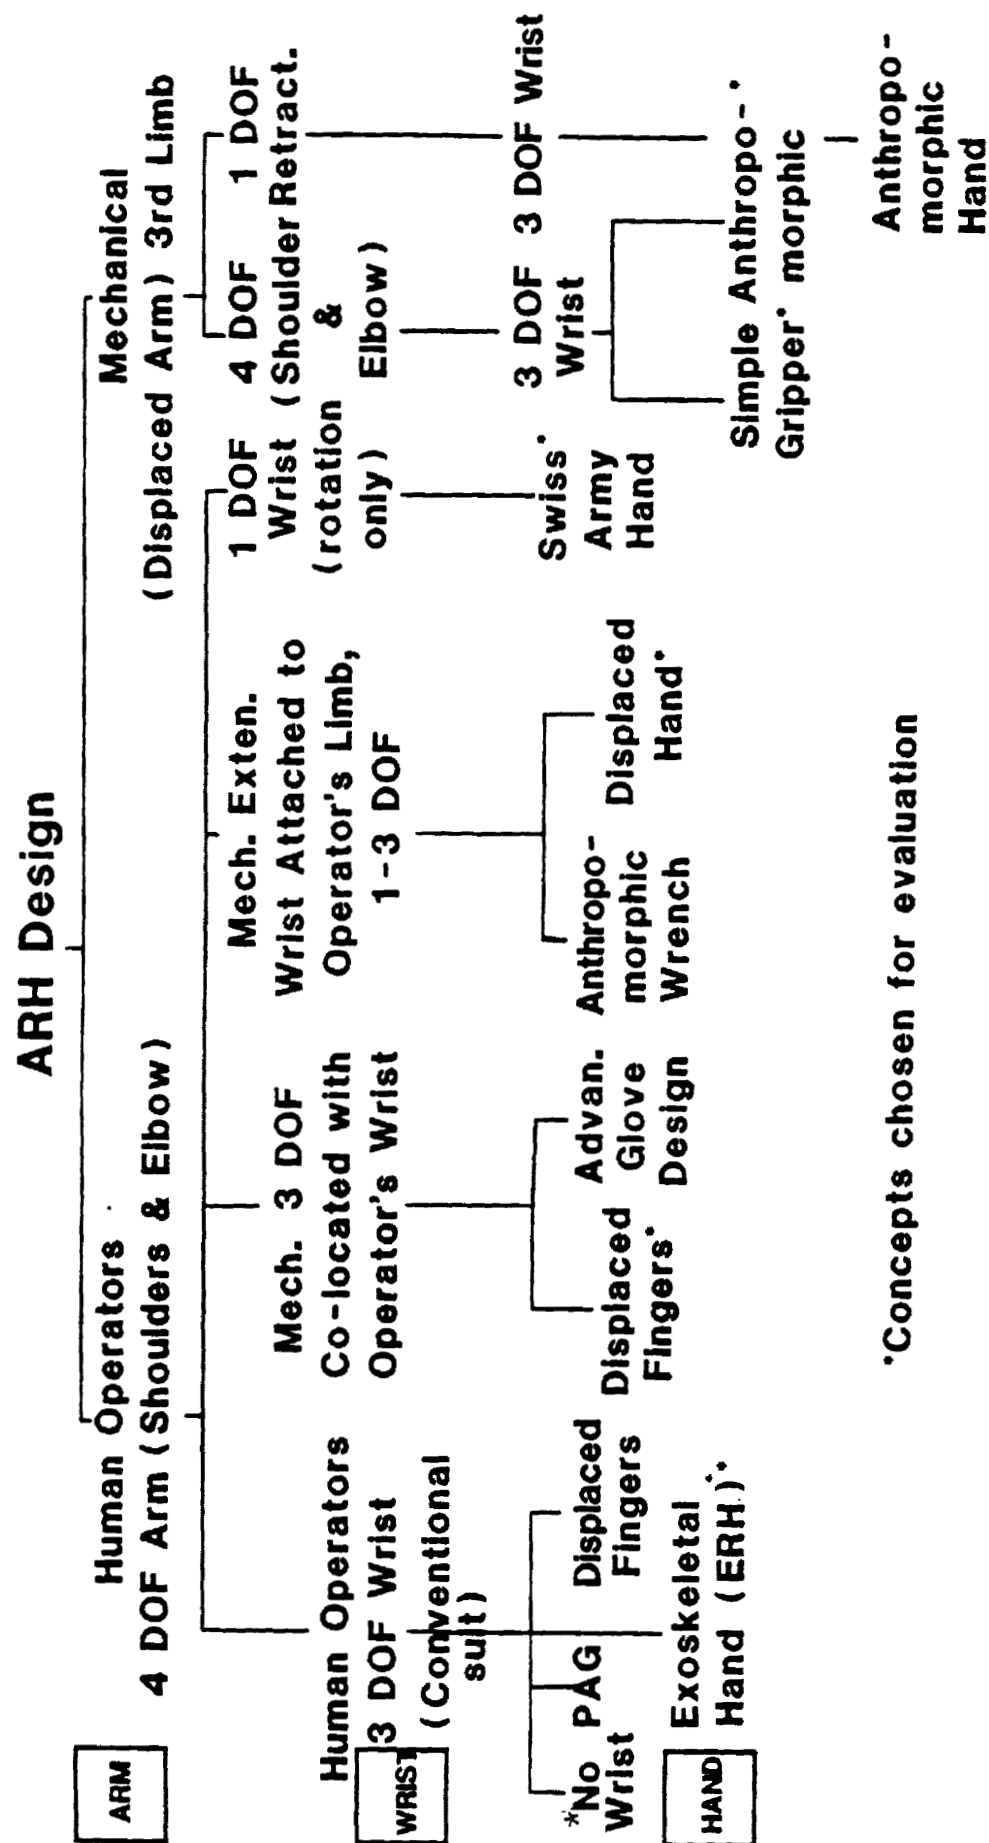 ARH Design
ARM
Human Operators
4 DOF Arm (Shoulders & Elbow)
Mechanical
(Displaced Arm) 3rd Limb
WRIST
Human Operators
3 DOF Wrist
(Conventional
suit)
Mech. 3 DOF
Co-located with
Operator's Wrist
Mech. Exten.
Wrist Attached to
Operator's Limb,
1-3 DOF
1 DOF
Wrist
(rotation
only)
4 DOF
(Shoulder
&
Elbow)
1 DOF
Retract.
3 DOF
Wrist
3 DOF Wrist
HAND
*No
Wrist
PAG
Displaced
Fingers
Exoskeletal
Hand (ERH)*
Displaced
Fingers*
Advan.
Glove
Design
Anthropo-
morphic
Wrench
Displaced
Hand*
Swiss*
Army
Hand
Simple
Gripper*
Anthropo-*
morphic
Anthropo-
morphic
Hand
*Concepts chosen for evaluation